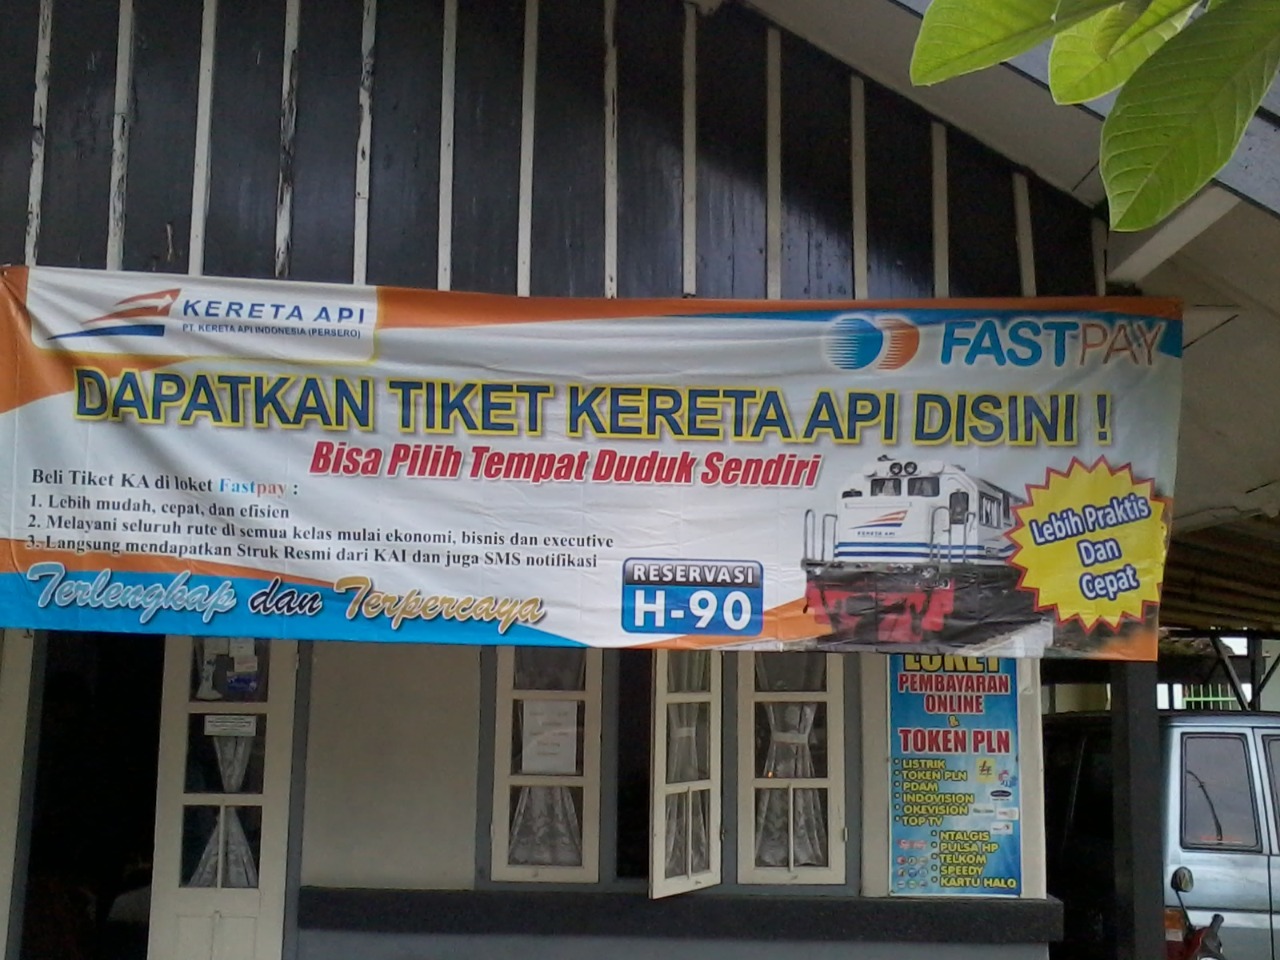 KERETA API
PT. KERETA API INDONESIA (PERSERO)
FASTPAY
DAPATKAN TIKET KERETA API DISINI !
Bisa Pilih Tempat Duduk Sendiri
Beli Tiket KA di loket Fastpay :
1. Lebih mudah, cepat, dan efisien
2. Melayani seluruh rute di semua kelas mulai ekonomi, bisnis dan executive
3. Langsung mendapatkan Struk Resmi dari KAI dan juga SMS notifikasi
Terlengkap dan Terpercaya
RESERVASI
H-90
KERETA API
Lebih Praktis
Dan
Cepat
LOKET
PEMBAYARAN
ONLINE
&
TOKEN PLN
• LISTRIK
• TOKEN PLN
• PDAM
• INDOVISION
• OKEVISION
• TOP TV
• NTALGIS
• PULSA HP
• TELKOM
• SPEEDY
• KARTU HALO